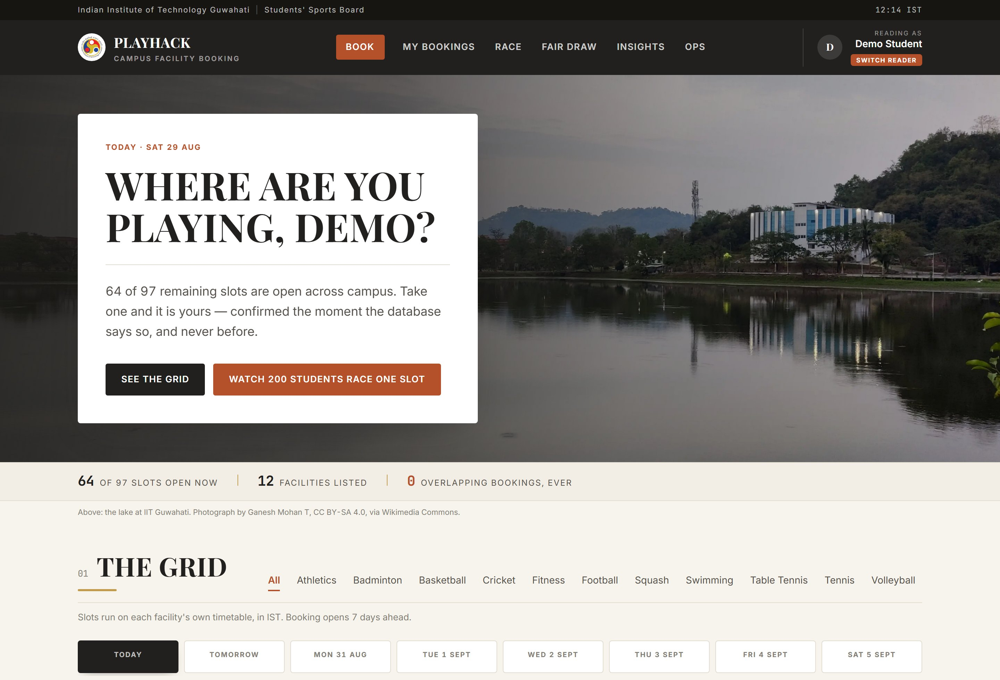 Indian Institute of Technology Guwahati | Students' Sports Board
12:14 IST
PLAYHACK
CAMPUS FACILITY BOOKING
BOOK
MY BOOKINGS
RACE
FAIR DRAW
INSIGHTS
OPS
D
READING AS
Demo Student
SWITCH READER
TODAY · SAT 29 AUG
WHERE ARE YOU
PLAYING, DEMO?
64 of 97 remaining slots are open across campus. Take
one and it is yours — confirmed the moment the database
says so, and never before.
SEE THE GRID
WATCH 200 STUDENTS RACE ONE SLOT
64 OF 97 SLOTS OPEN NOW
12 FACILITIES LISTED
0 OVERLAPPING BOOKINGS, EVER
Above: the lake at IIT Guwahati. Photograph by Ganesh Mohan T, CC BY-SA 4.0, via Wikimedia Commons.
01 THE GRID
All
Athletics
Badminton
Basketball
Cricket
Fitness
Football
Squash
Swimming
Table Tennis
Tennis
Volleyball
Slots run on each facility's own timetable, in IST. Booking opens 7 days ahead.
TODAY
TOMORROW
MON 31 AUG
TUE 1 SEPT
WED 2 SEPT
THU 3 SEPT
FRI 4 SEPT
SAT 5 SEPT